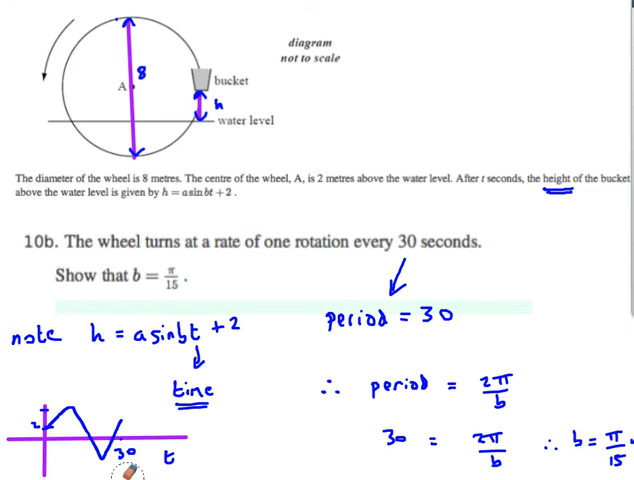 diagram
not to scale
8
A
bucket
h
water level
The diameter of the wheel is 8 metres. The centre of the wheel, A, is 2 metres above the water level. After t seconds, the height of the bucket
above the water level is given by h = a sin bt + 2 .
10b. The wheel turns at a rate of one rotation every 30 seconds.
Show that b = π/15 .
note h = a sin bt + 2
period = 30
time
∴ period = 2π/b
2
30
t
30 = 2π/b ∴ b = π/15